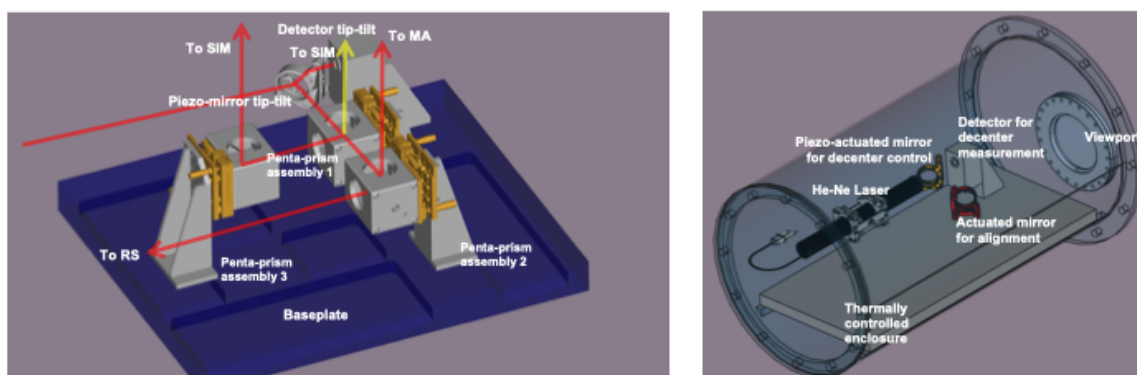 Detector tip-tilt
To SIM
To SIM
To MA
Piezo-mirror tip-tilt
Penta-prism
assembly 1
To RS
Penta-prism
assembly 3
Penta-prism
assembly 2
Baseplate
Detector for
decenter
measurement
Viewport
Piezo-actuated mirror
for decenter control
He-Ne Laser
Actuated mirror
for alignment
Thermally
controlled
enclosure